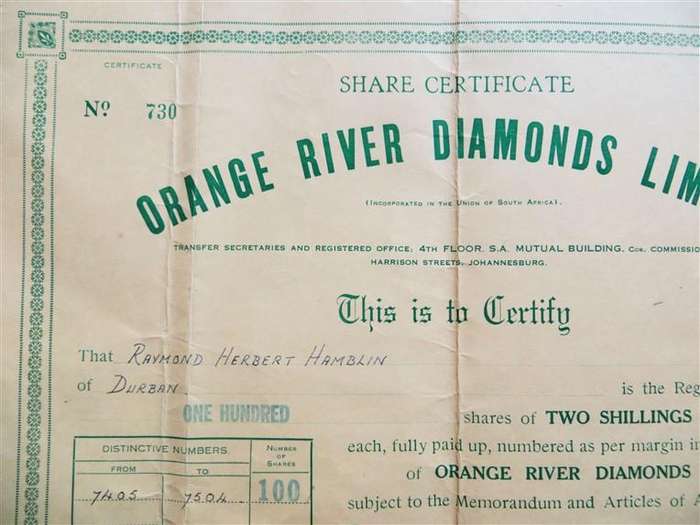 CERTIFICATE
Nº 730
SHARE CERTIFICATE
ORANGE RIVER DIAMONDS LIM
(INCORPORATED IN THE UNION OF SOUTH AFRICA).
TRANSFER SECRETARIES AND REGISTERED OFFICE: 4TH FLOOR, S.A. MUTUAL BUILDING, COR. COMMISSIO
HARRISON STREETS, JOHANNESBURG.
This is to Certify
That RAYMOND HERBERT HAMBLIN
of DURBAN is the Reg
ONE HUNDRED shares of TWO SHILLINGS
each, fully paid up, numbered as per margin in
of ORANGE RIVER DIAMONDS
subject to the Memorandum and Articles of A
DISTINCTIVE NUMBERS. NUMBER OF SHARES
FROM TO
7405 7504 100